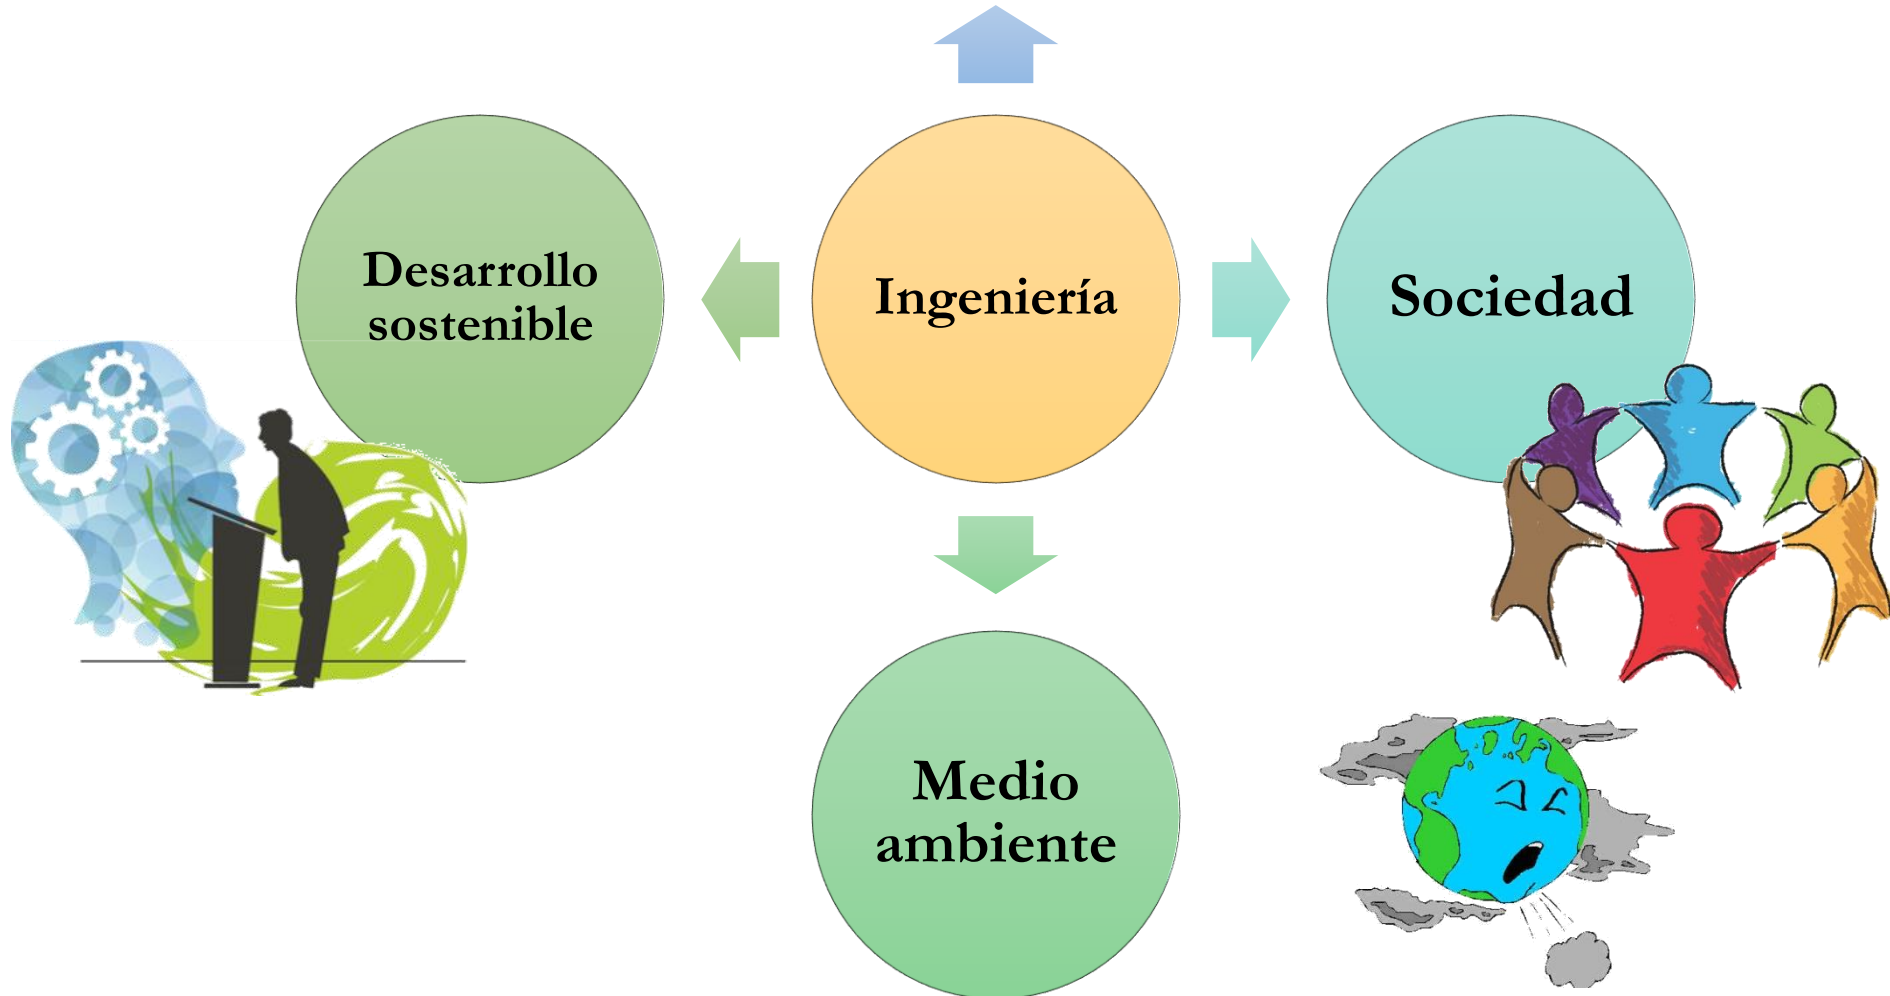 Desarrollo
sostenible
Ingeniería
Sociedad
Medio
ambiente